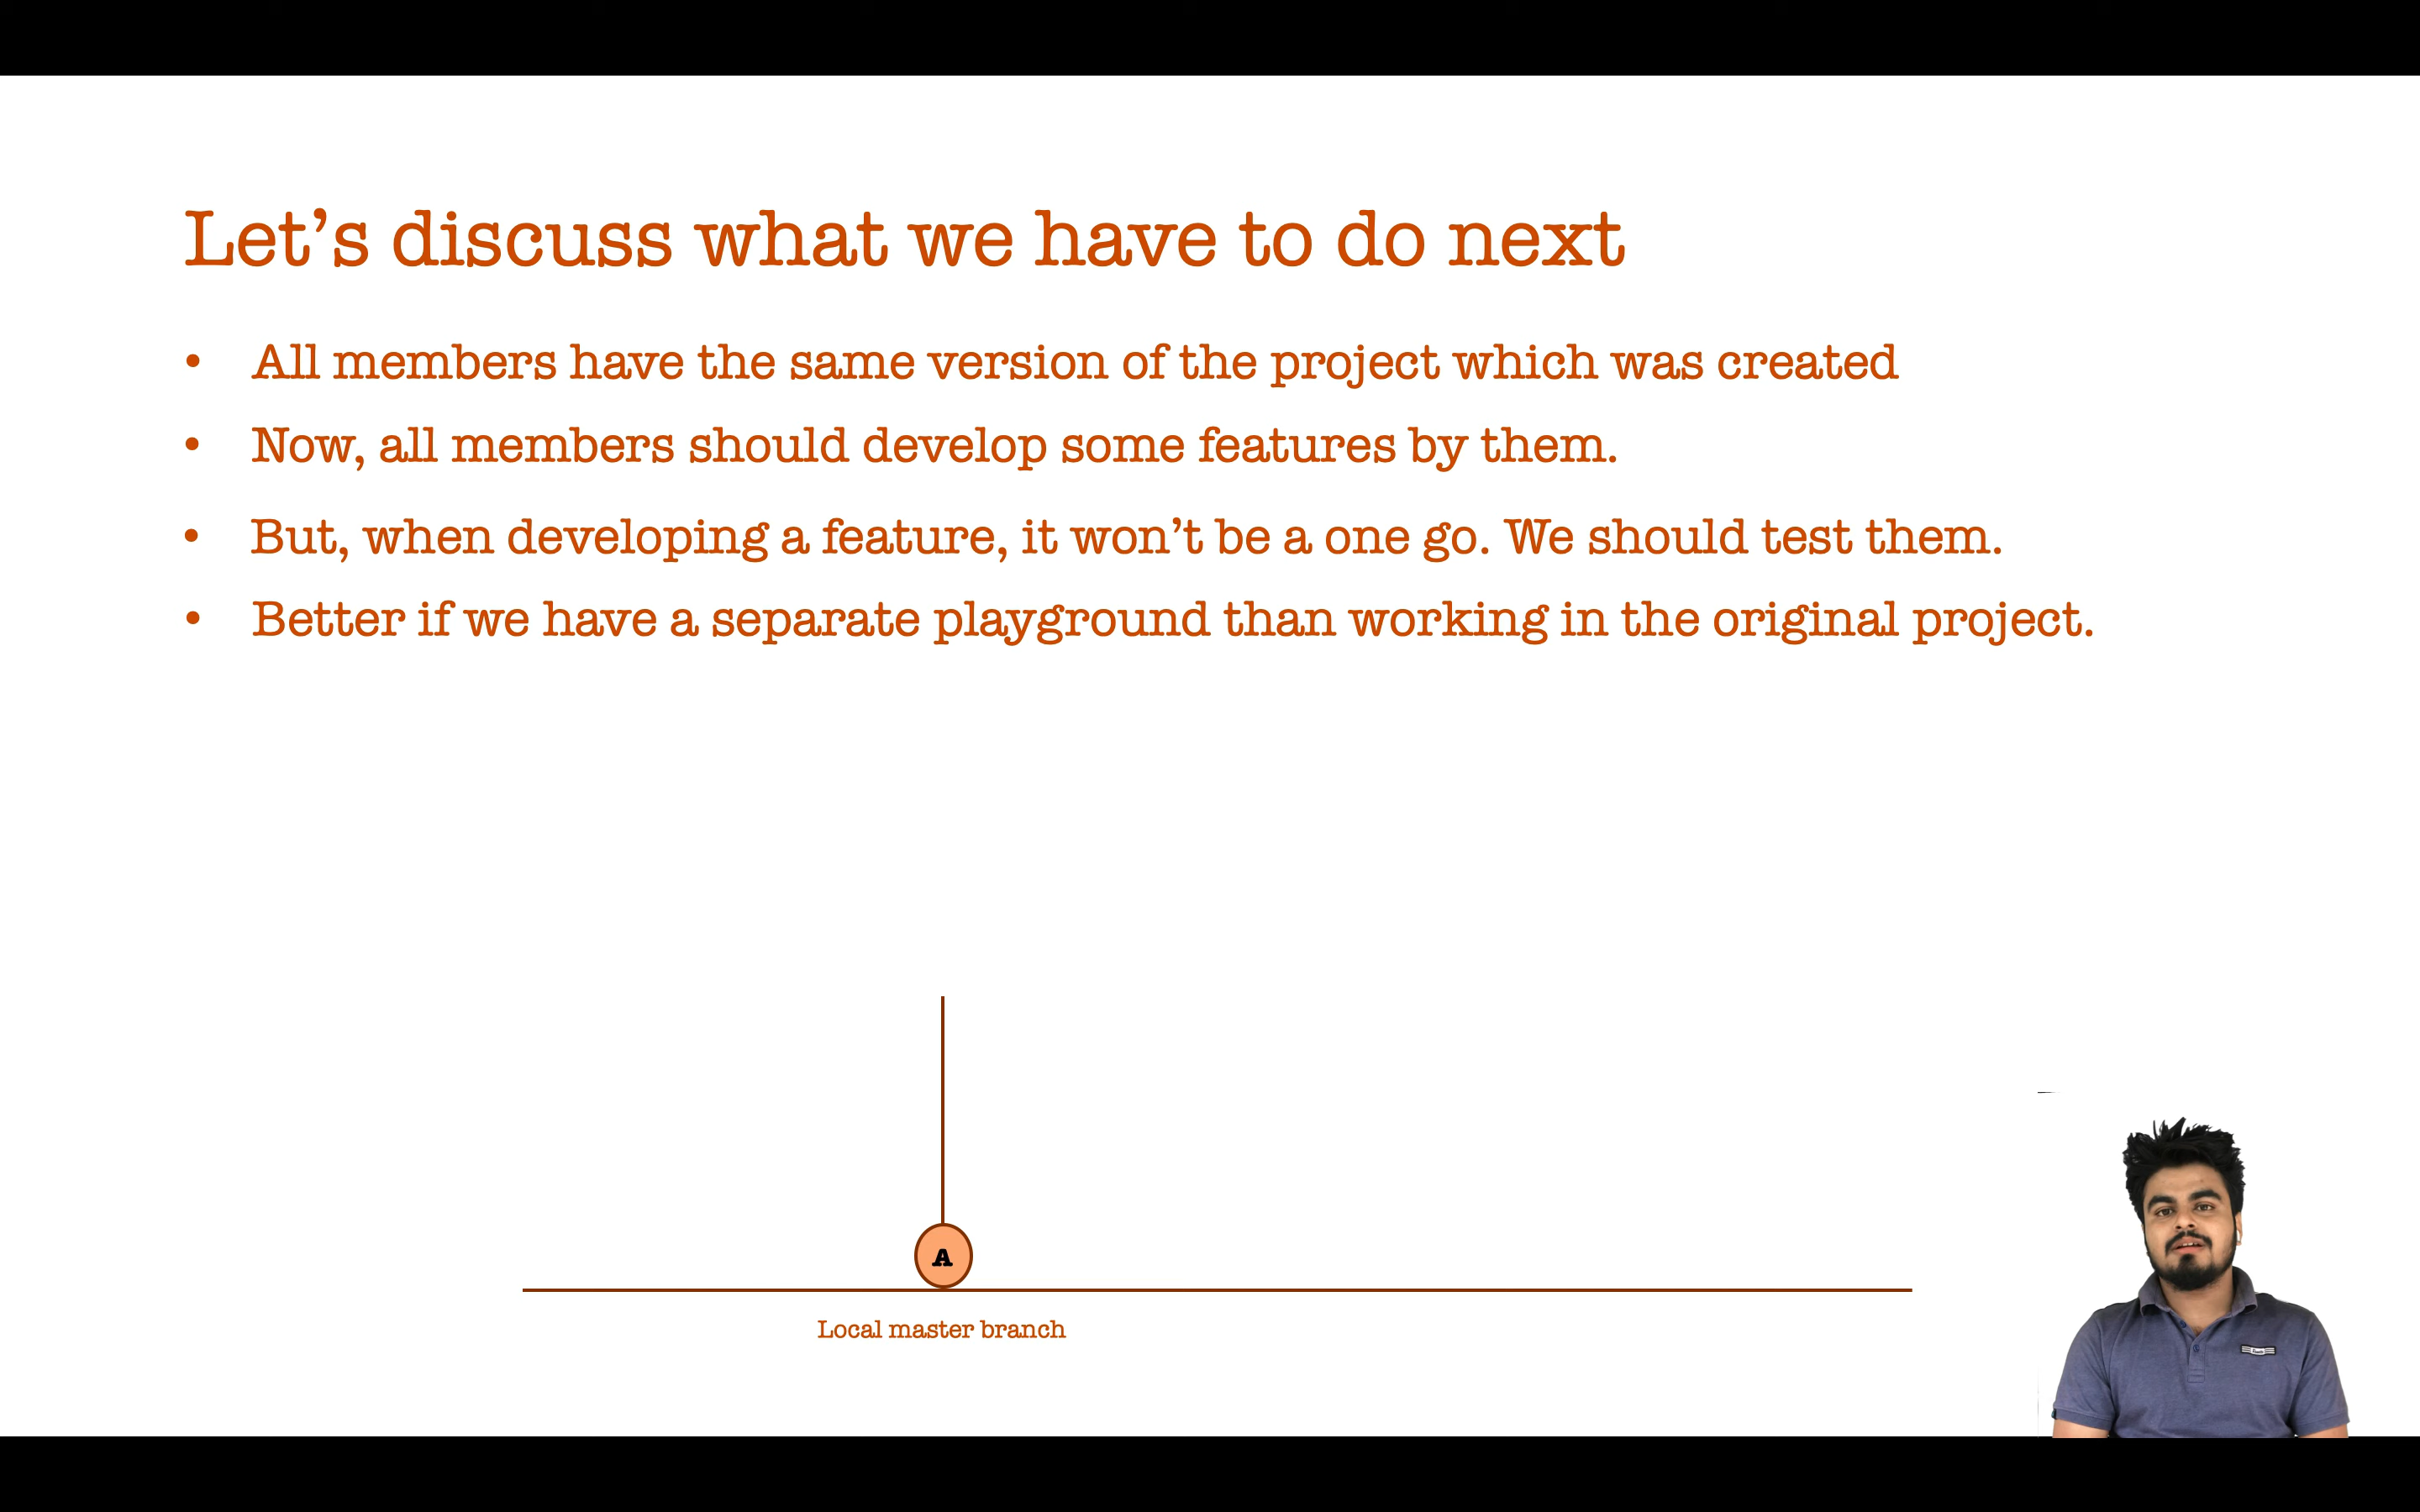 Let’s discuss what we have to do next
• All members have the same version of the project which was created
• Now, all members should develop some features by them.
• But, when developing a feature, it won’t be a one go. We should test them.
• Better if we have a separate playground than working in the original project.
A
Local master branch